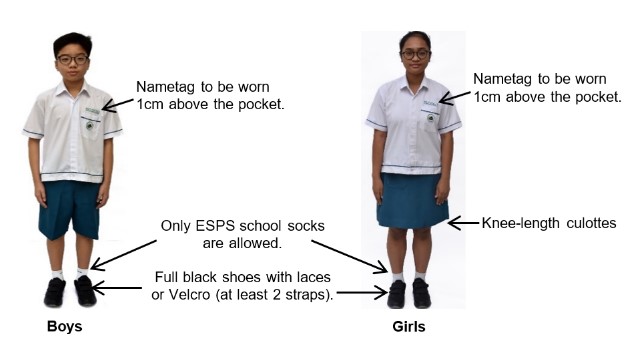 Nametag to be worn
1cm above the pocket.
Nametag to be worn
1cm above the pocket.
Knee-length culottes
Only ESPS school socks
are allowed.
Full black shoes with laces
or Velcro (at least 2 straps).
Boys
Girls